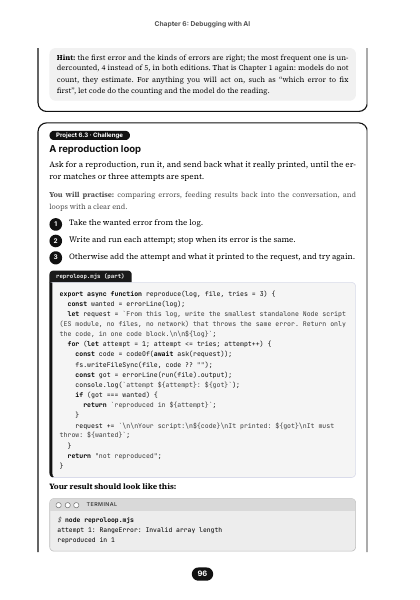 Chapter 6: Debugging with AI
Hint: the first error and the kinds of errors are right; the most frequent one is un-
dercounted, 4 instead of 5, in both editions. That is Chapter 1 again: models do not
count, they estimate. For anything you will act on, such as “which error to fix
first”, let code do the counting and the model do the reading.
Project 6.3 · Challenge
A reproduction loop
Ask for a reproduction, run it, and send back what it really printed, until the er-
ror matches or three attempts are spent.
You will practise: comparing errors, feeding results back into the conversation, and
loops with a clear end.
1 Take the wanted error from the log.
2 Write and run each attempt; stop when its error is the same.
3 Otherwise add the attempt and what it printed to the request, and try again.
reproloop.mjs (part)
export async function reproduce(log, file, tries = 3) {
  const wanted = errorLine(log);
  let request = `From this log, write the smallest standalone Node script
(ES module, no files, no network) that throws the same error. Return only
the code, in one code block.\n\n${log}`;
  for (let attempt = 1; attempt <= tries; attempt++) {
    const code = codeOf(await ask(request));
    fs.writeFileSync(file, code ?? "");
    const got = errorLine(run(file).output);
    console.log(`attempt ${attempt}: ${got}`);
    if (got === wanted) {
      return `reproduced in ${attempt}`;
    }
    request += `\n\nYour script:\n${code}\nIt printed: ${got}\nIt must
throw: ${wanted}`;
  }
  return "not reproduced";
}
Your result should look like this:
TERMINAL
$ node reproloop.mjs
attempt 1: RangeError: Invalid array length
reproduced in 1
96